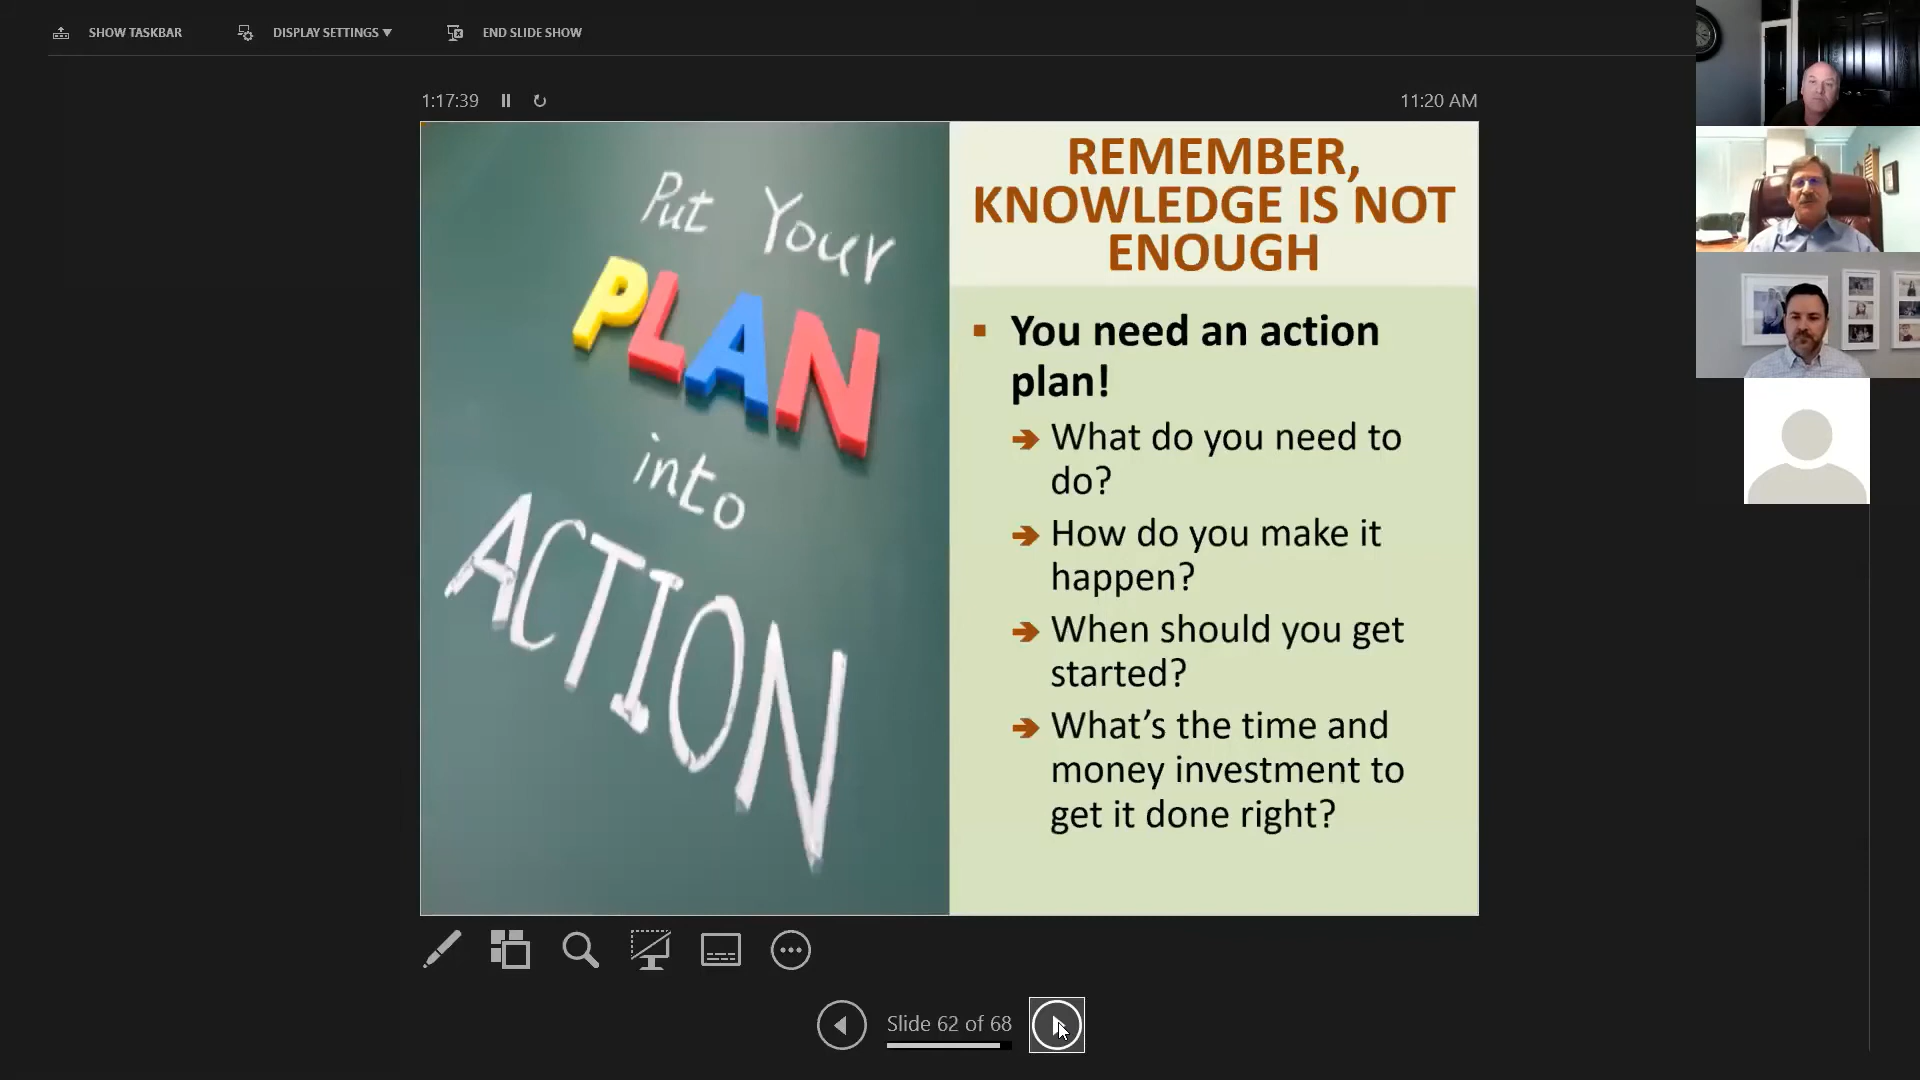 SHOW TASKBAR
DISPLAY SETTINGS ▼
END SLIDE SHOW
1:17:39
11:20 AM
Put Your
PLAN
into
ACTION
REMEMBER,
KNOWLEDGE IS NOT
ENOUGH
You need an action
plan!
What do you need to
do?
How do you make it
happen?
When should you get
started?
What’s the time and
money investment to
get it done right?
Slide 62 of 68